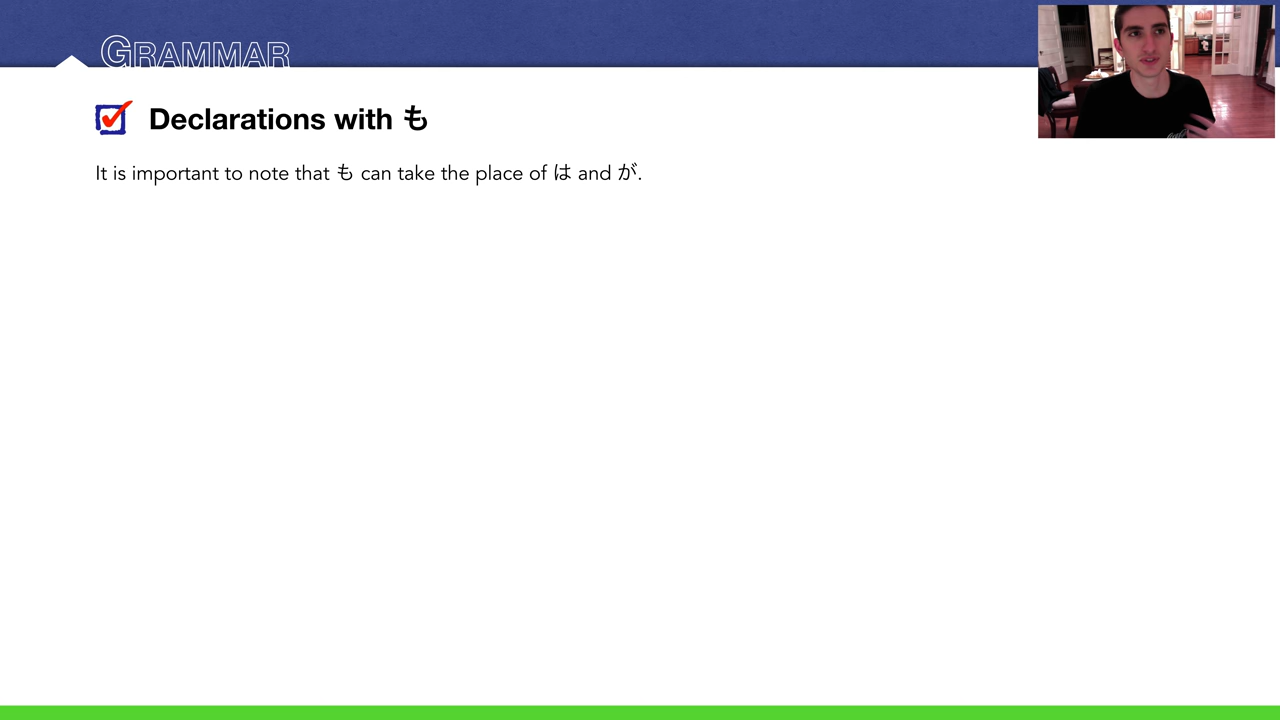 GRAMMAR
Declarations with も
It is important to note that も can take the place of は and が.